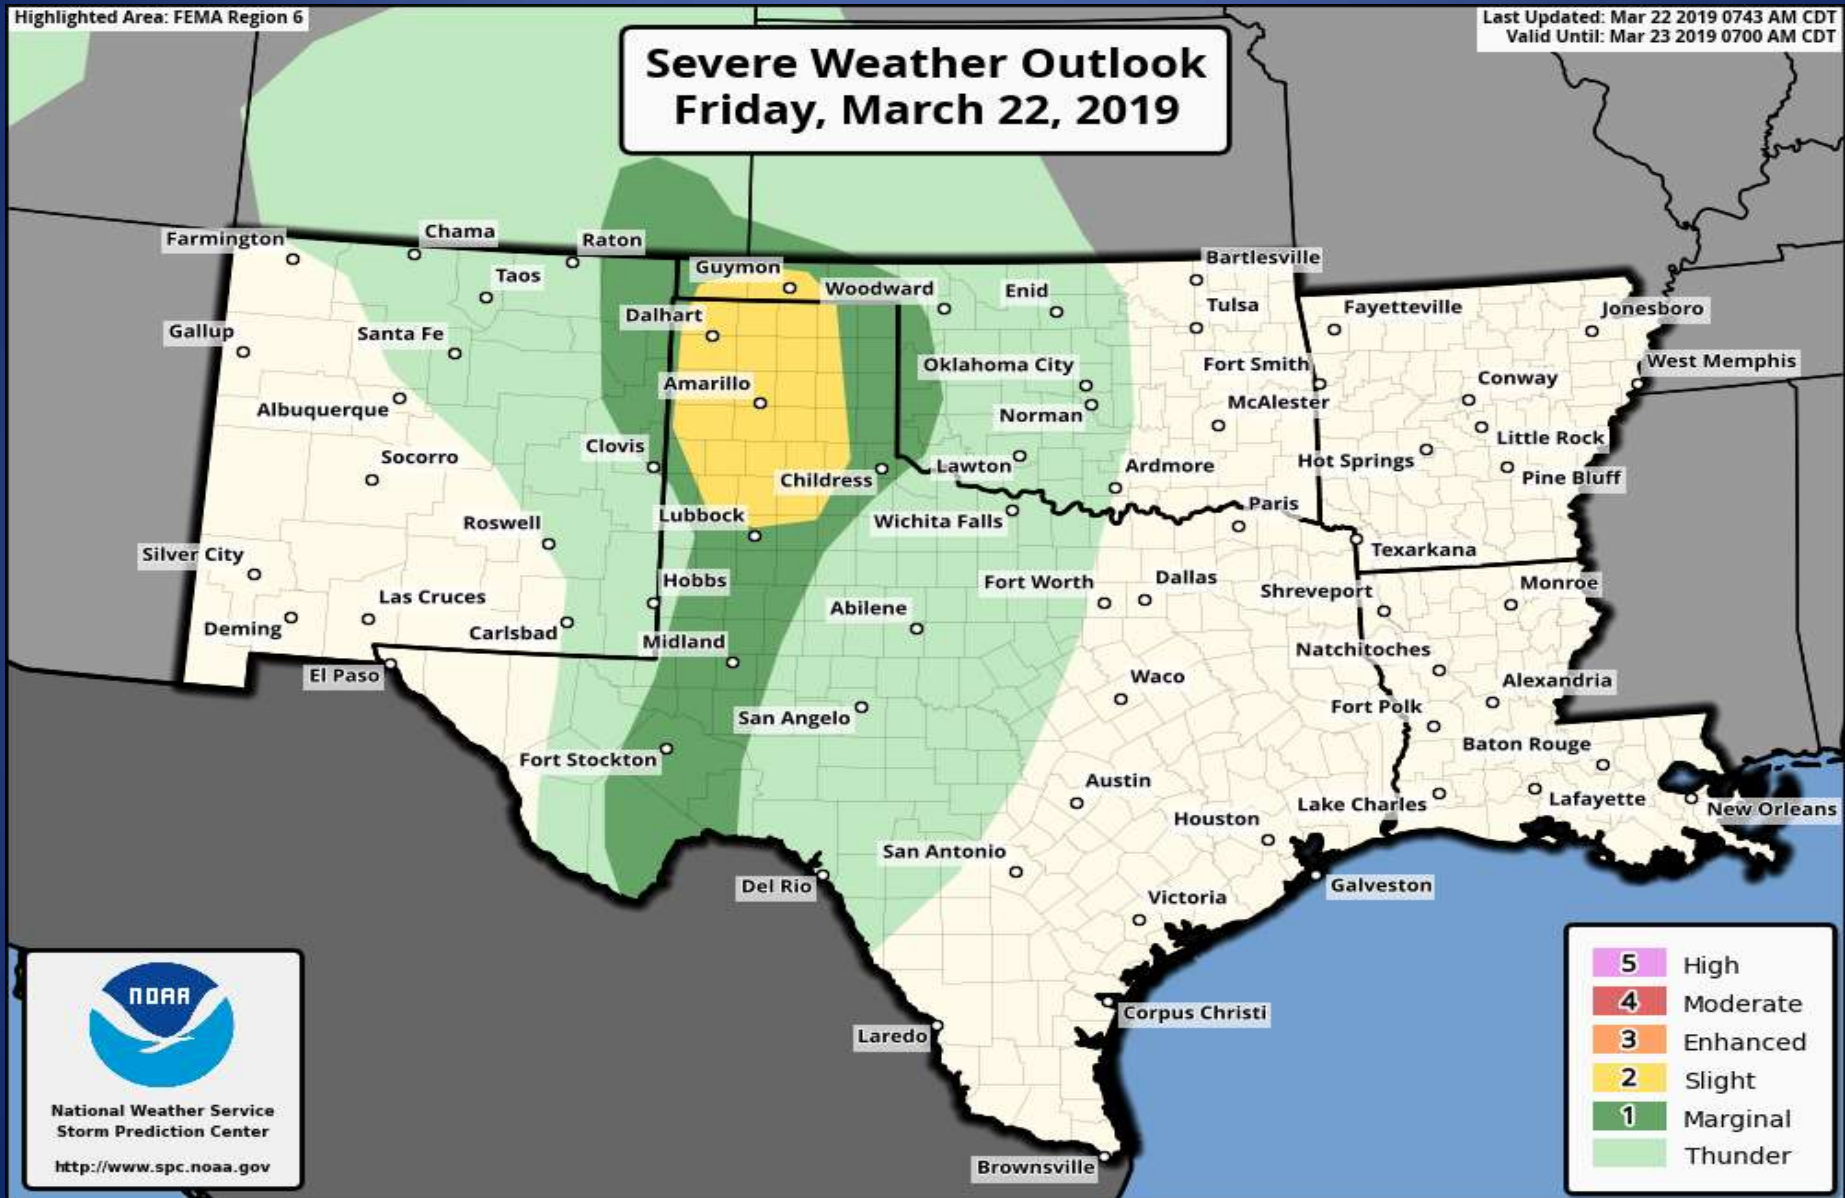 Highlighted Area: FEMA Region 6
Last Updated: Mar 22 2019 0743 AM CDT
Valid Until: Mar 23 2019 0700 AM CDT
Severe Weather Outlook
Friday, March 22, 2019
Farmington
Chama
Raton
Taos
Guymon
Woodward
Enid
Bartlesville
Tulsa
Fayetteville
Jonesboro
Gallup
Santa Fe
Dalhart
Oklahoma City
Fort Smith
Conway
West Memphis
Albuquerque
Amarillo
Norman
McAlester
Little Rock
Socorro
Clovis
Childress
Lawton
Ardmore
Hot Springs
Pine Bluff
Roswell
Lubbock
Wichita Falls
Paris
Texarkana
Silver City
Las Cruces
Hobbs
Fort Worth
Dallas
Shreveport
Monroe
Deming
Carlsbad
Midland
Abilene
Natchitoches
El Paso
Waco
Alexandria
San Angelo
Fort Polk
Fort Stockton
Baton Rouge
Austin
Lake Charles
Lafayette
New Orleans
Houston
San Antonio
Del Rio
Galveston
Victoria
Corpus Christi
Laredo
Brownsville
NOAA
National Weather Service
Storm Prediction Center
http://www.spc.noaa.gov
5 High
4 Moderate
3 Enhanced
2 Slight
1 Marginal
Thunder